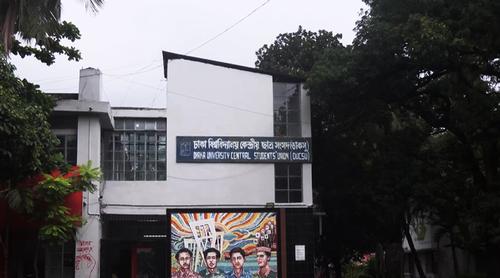 ঢাকা বিশ্ববিদ্যালয় কেন্দ্রীয় ছাত্র সংসদ(ডাকসু)
DHAKA UNIVERSITY CENTRAL STUDENTS' UNION (DUCSU)